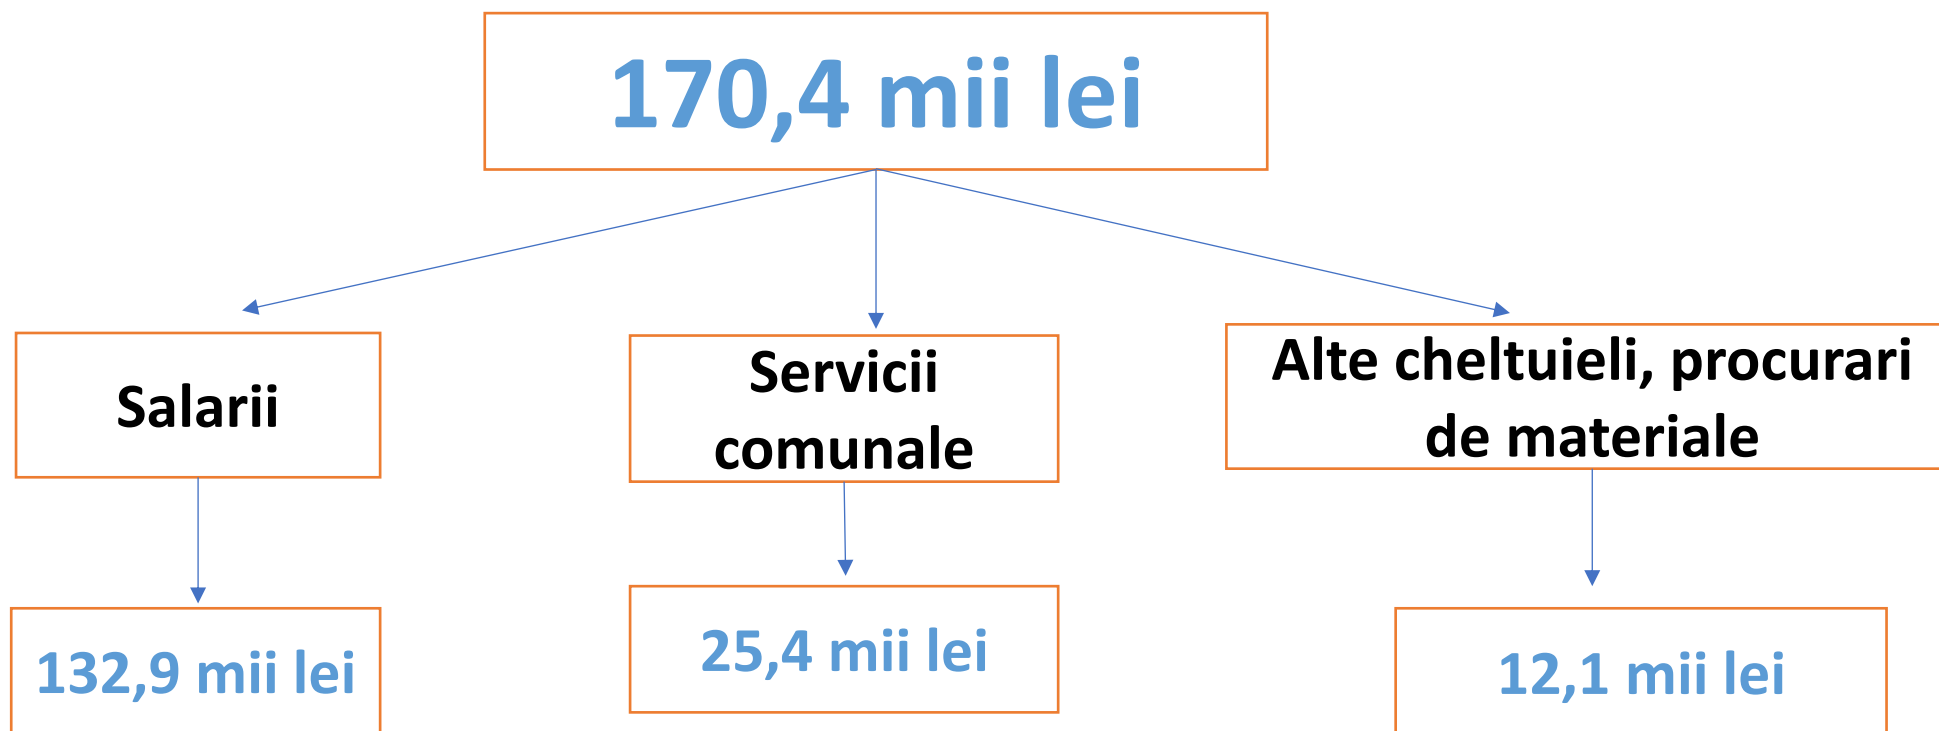 170,4 mii lei
Salarii
Servicii
comunale
Alte cheltuieli, procurari
de materiale
132,9 mii lei
25,4 mii lei
12,1 mii lei